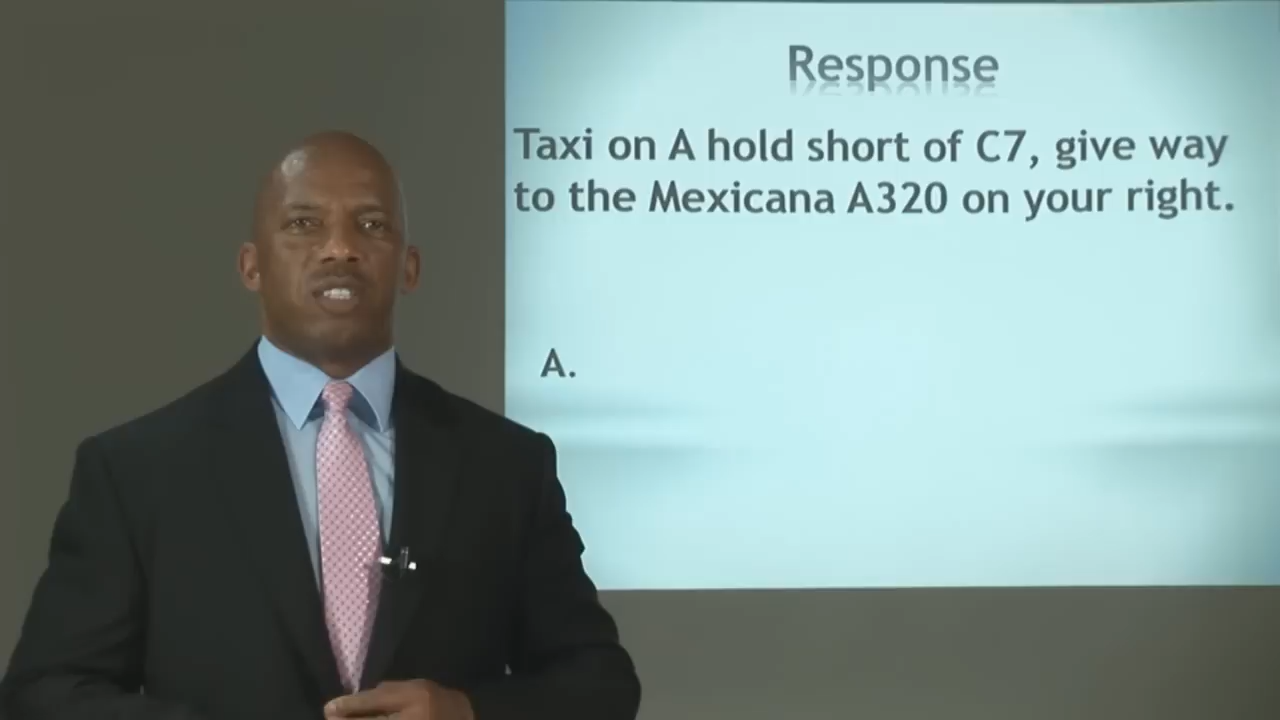 Response
Taxi on A hold short of C7, give way
to the Mexicana A320 on your right.
A.